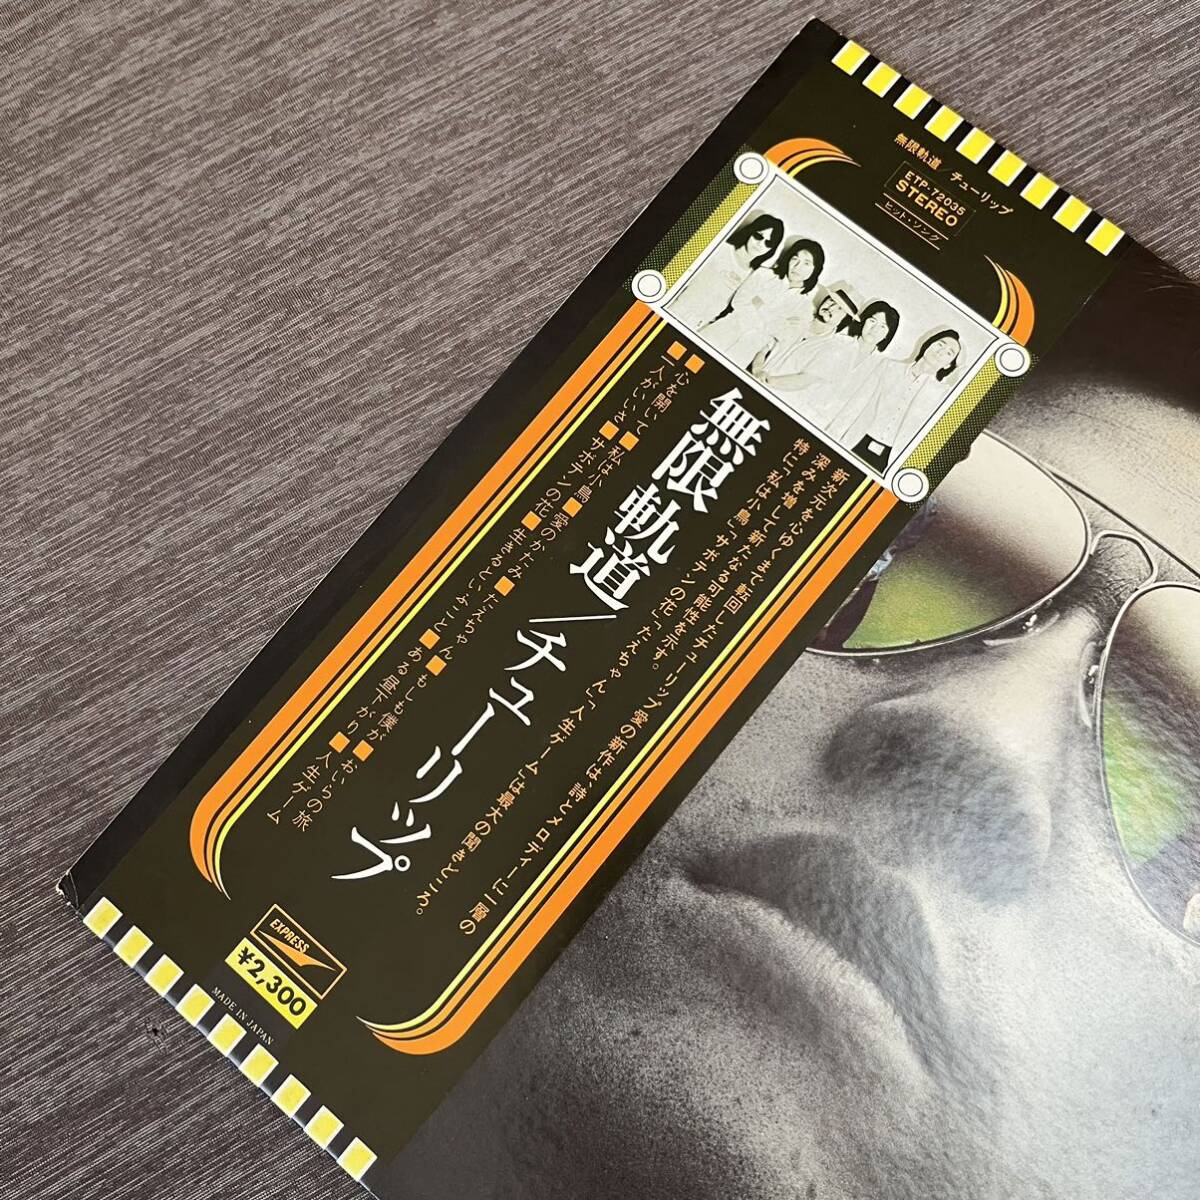 無限軌道／チューリップ
ETP-72035
STEREO
ヒット・ソング
新次元を心ゆくまで転回したチューリップ愛の新作は、詩とメロディーに一層の
深みを増して新たなる可能性を示す。
特に「私は小鳥」「サボテンの花」「たえちゃん」「人生ゲーム」は最大の聞きどころ。
無限軌道／チューリップ
■心を開いて■私は小鳥■愛のかたみ■たえちゃん■もしも僕が■おいらの旅
■一人がいいさ■サボテンの花■生きるといふこと■ある昼下がり■人生ゲーム
EXPRESS
¥2,300
MADE IN JAPAN